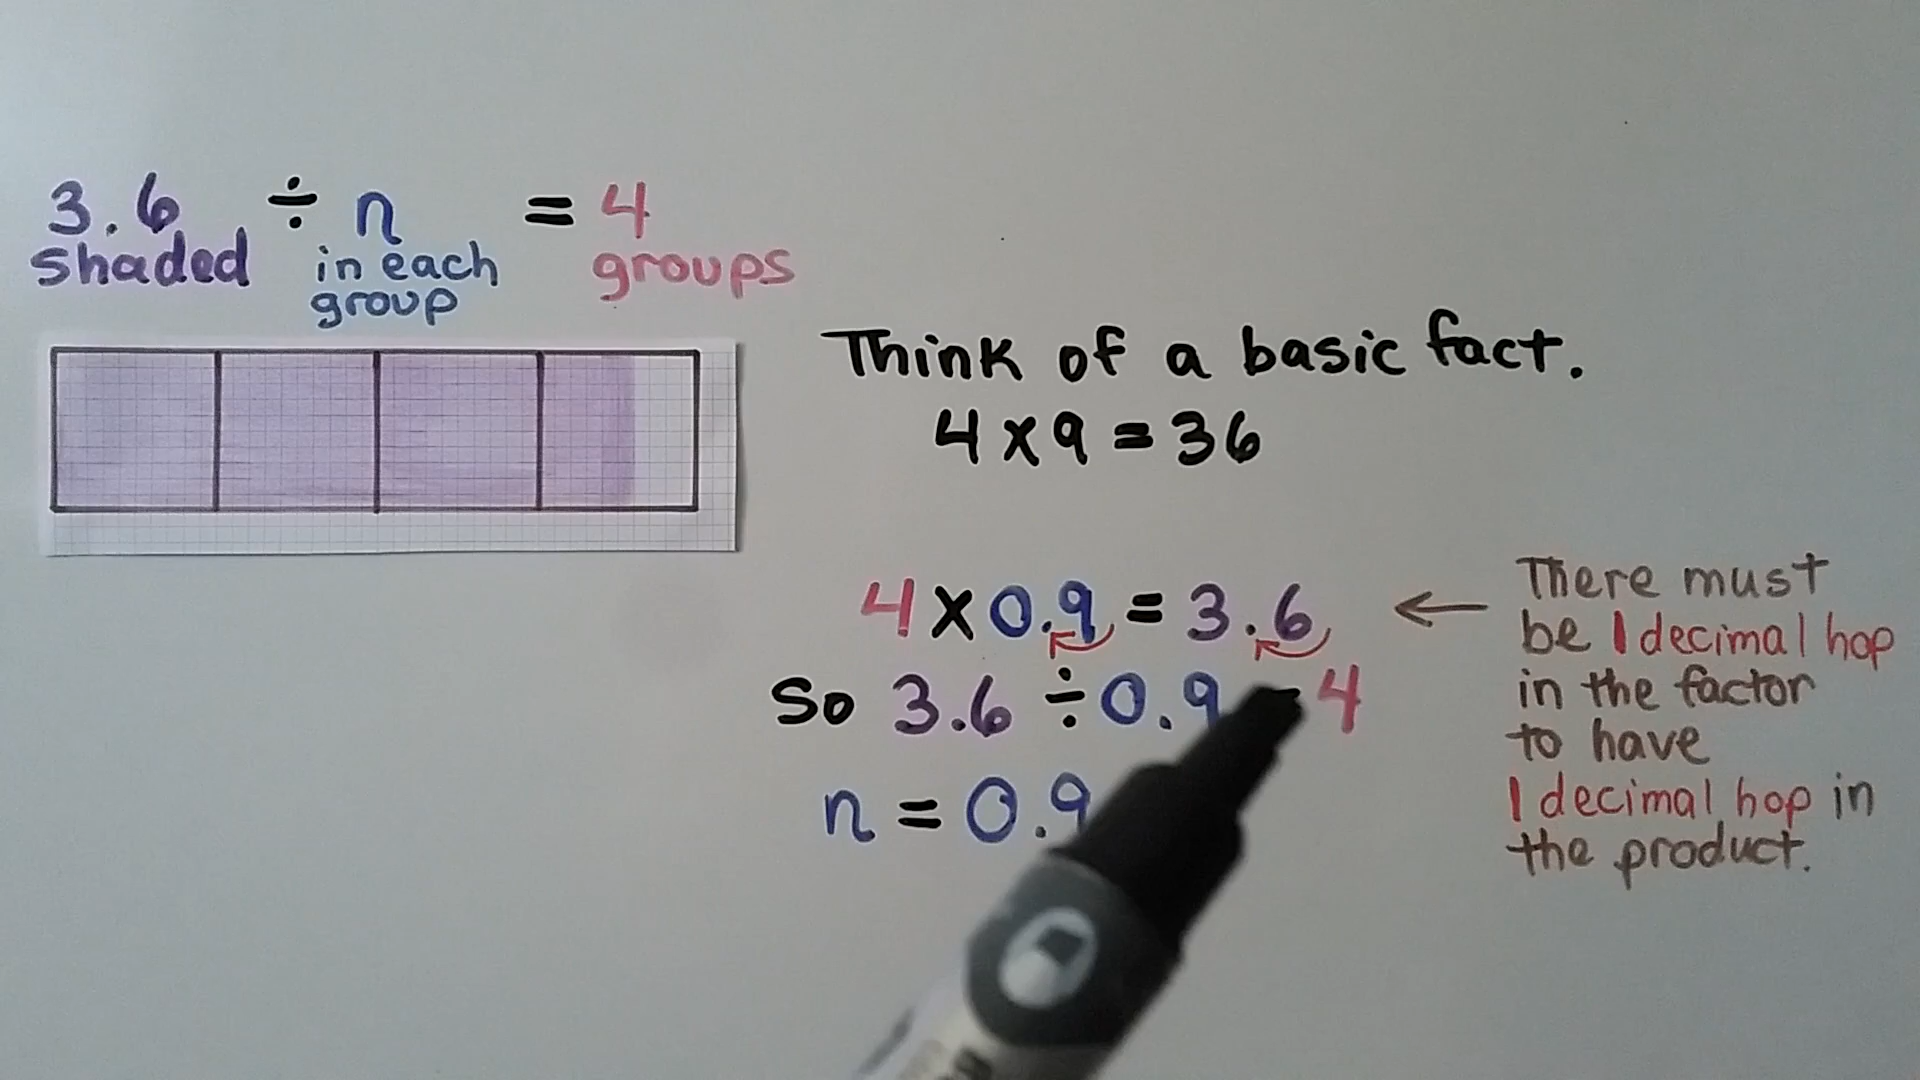 3.6 ÷ n = 4
shaded in each groups
group
Think of a basic fact.
4 x 9 = 36
4 x 0.9 = 3.6
So 3.6 ÷ 0.9 = 4
n = 0.9
There must
be 1 decimal hop
in the factor
to have
1 decimal hop in
the product.